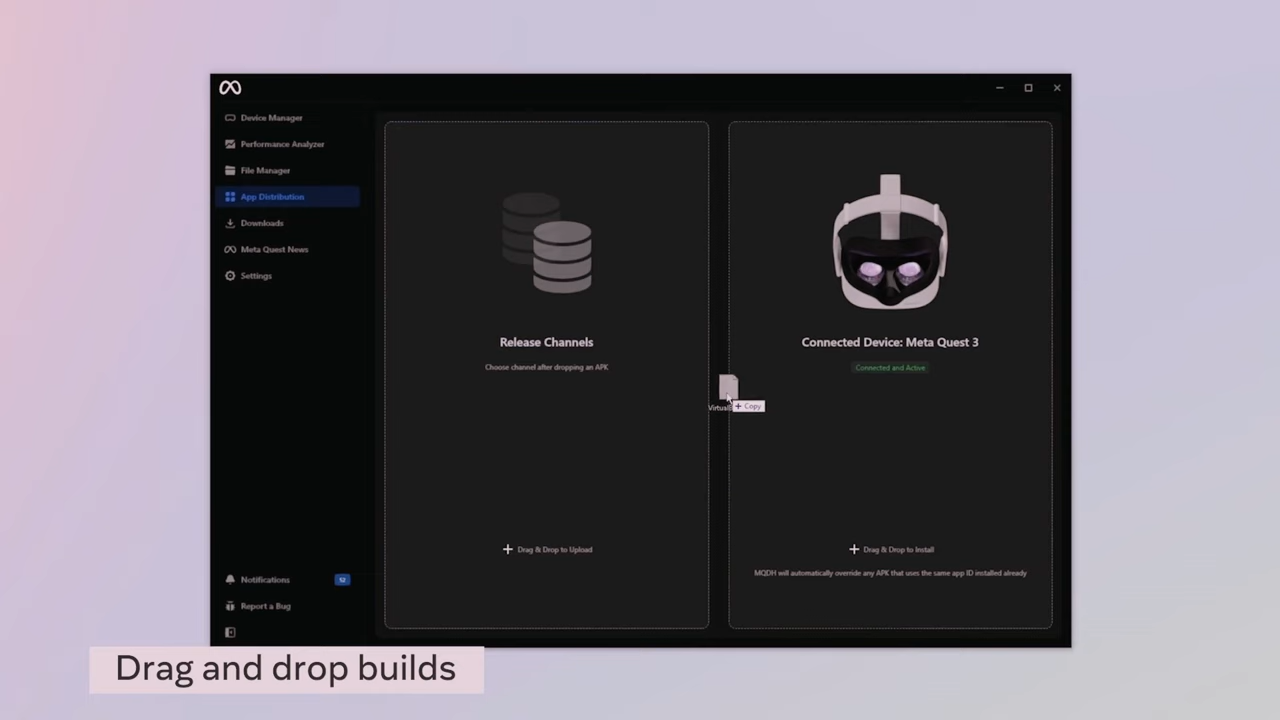 Device Manager
Performance Analyzer
File Manager
App Distribution
Downloads
Meta Quest News
Settings
Notifications 52
Report a Bug
Release Channels
Choose channel after dropping an APK
+ Drag & Drop to Upload
+ Copy
Connected Device: Meta Quest 3
Connected and Active
+ Drag & Drop to Install
MQDH will automatically override any APK that uses the same app ID installed already
Drag and drop builds